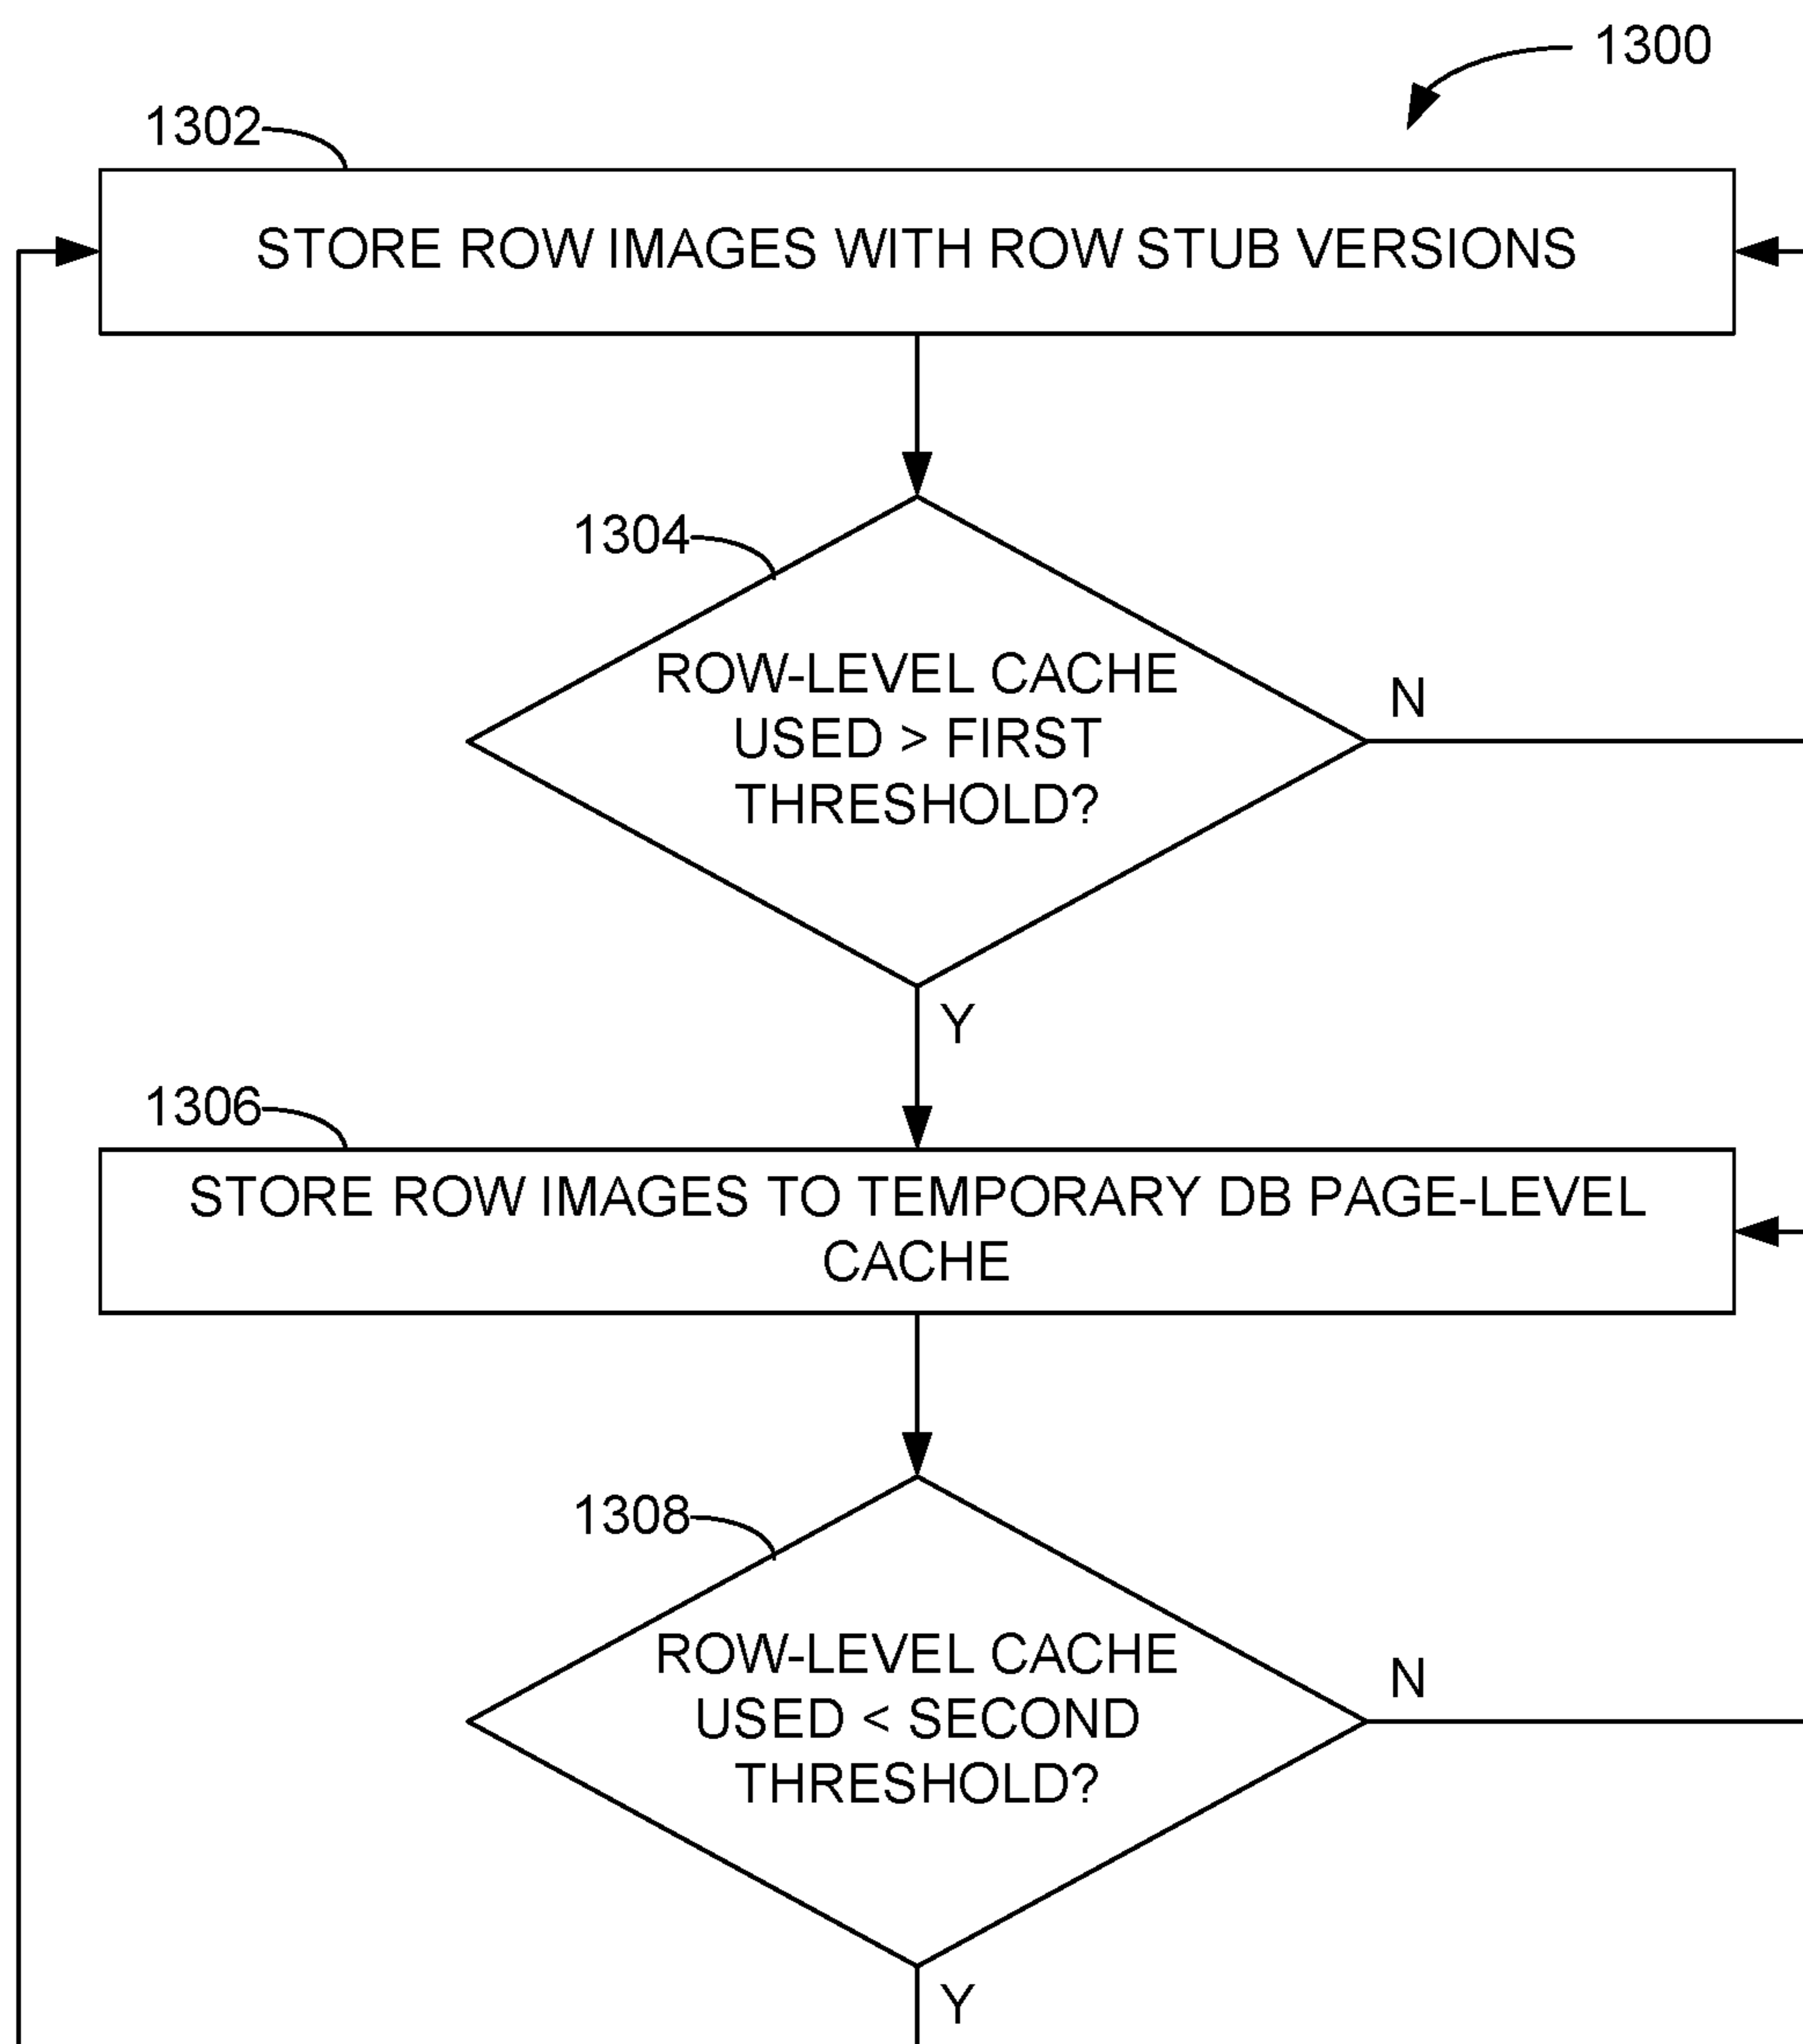 1300
1302
STORE ROW IMAGES WITH ROW STUB VERSIONS
1304
ROW-LEVEL CACHE
USED > FIRST
THRESHOLD?
N
Y
1306
STORE ROW IMAGES TO TEMPORARY DB PAGE-LEVEL
CACHE
1308
ROW-LEVEL CACHE
USED < SECOND
THRESHOLD?
N
Y